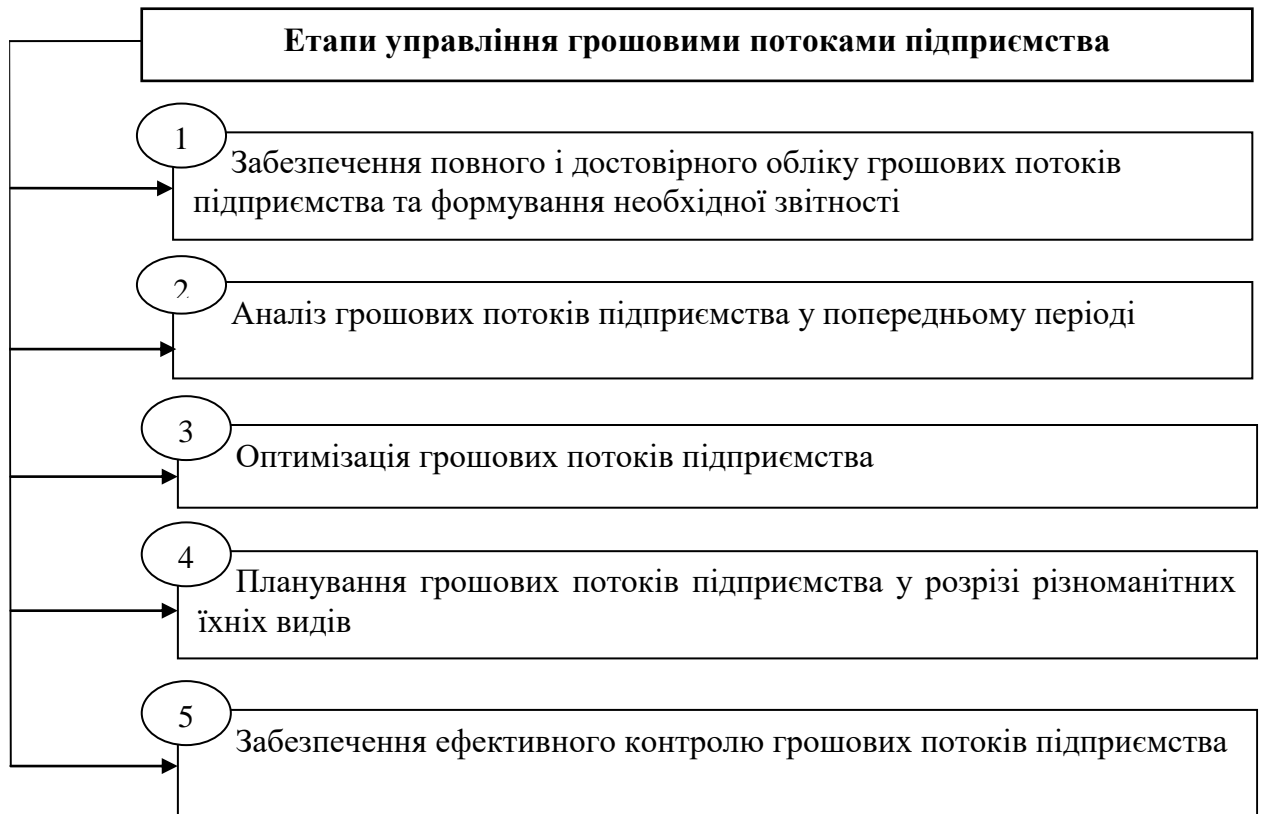 Етапи управління грошовими потоками підприємства
1
Забезпечення повного і достовірного обліку грошових потоків
підприємства та формування необхідної звітності
2
Аналіз грошових потоків підприємства у попередньому періоді
3
Оптимізація грошових потоків підприємства
4
Планування грошових потоків підприємства у розрізі різноманітних
їхніх видів
5
Забезпечення ефективного контролю грошових потоків підприємства